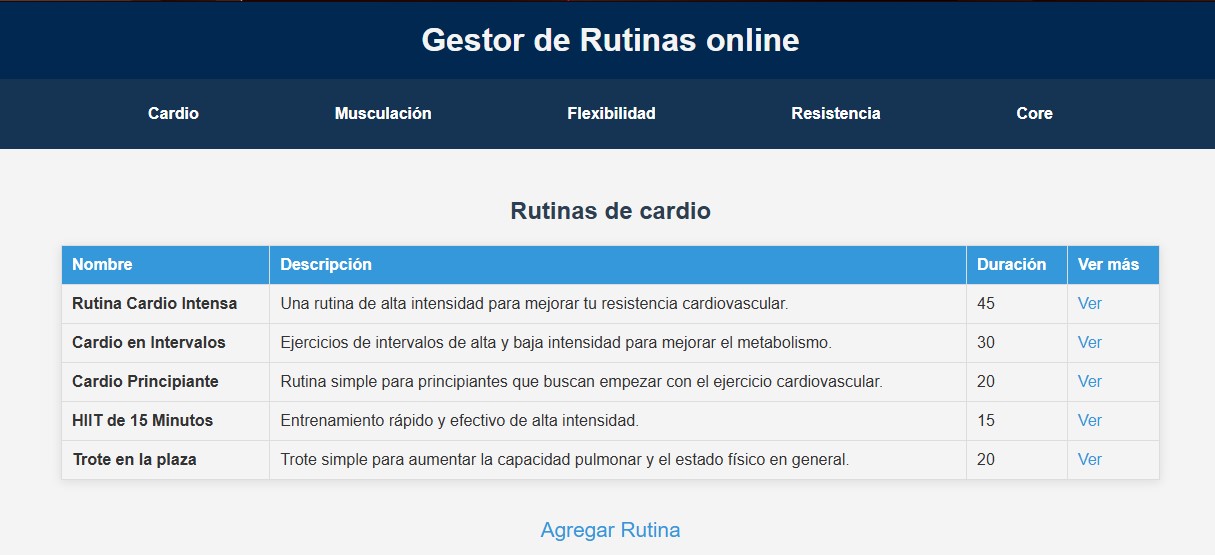 Gestor de Rutinas online
Cardio Musculación Flexibilidad Resistencia Core
Rutinas de cardio
Nombre Descripción Duración Ver más
Rutina Cardio Intensa Una rutina de alta intensidad para mejorar tu resistencia cardiovascular. 45 Ver
Cardio en Intervalos Ejercicios de intervalos de alta y baja intensidad para mejorar el metabolismo. 30 Ver
Cardio Principiante Rutina simple para principiantes que buscan empezar con el ejercicio cardiovascular. 20 Ver
HIIT de 15 Minutos Entrenamiento rápido y efectivo de alta intensidad. 15 Ver
Trote en la plaza Trote simple para aumentar la capacidad pulmonar y el estado físico en general. 20 Ver
Agregar Rutina